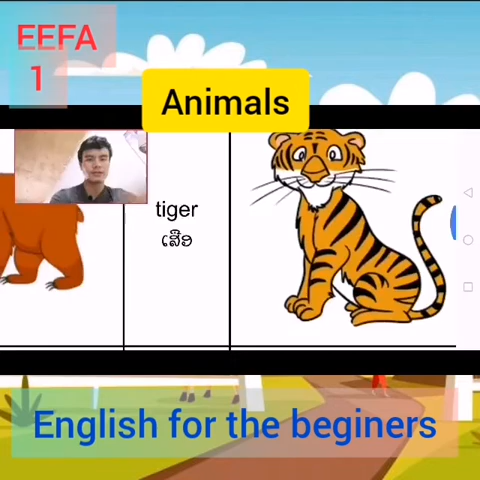 EEFA
1
Animals
tiger
ເສືອ
English for the beginers